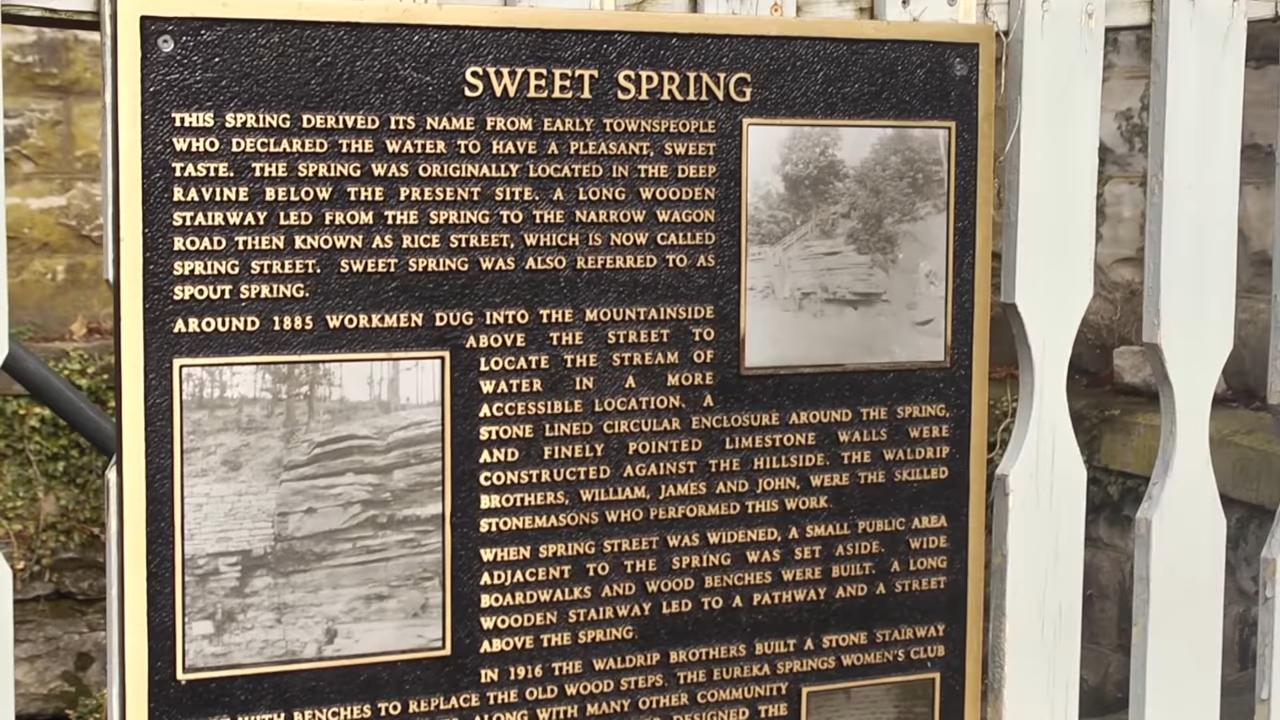 SWEET SPRING
THIS SPRING DERIVED ITS NAME FROM EARLY TOWNSPEOPLE
WHO DECLARED THE WATER TO HAVE A PLEASANT, SWEET
TASTE. THE SPRING WAS ORIGINALLY LOCATED IN THE DEEP
RAVINE BELOW THE PRESENT SITE. A LONG WOODEN
STAIRWAY LED FROM THE SPRING TO THE NARROW WAGON
ROAD THEN KNOWN AS RICE STREET, WHICH IS NOW CALLED
SPRING STREET. SWEET SPRING WAS ALSO REFERRED TO AS
SPOUT SPRING.
AROUND 1885 WORKMEN DUG INTO THE MOUNTAINSIDE
ABOVE THE STREET TO
LOCATE THE STREAM OF
WATER IN A MORE
ACCESSIBLE LOCATION. A
STONE LINED CIRCULAR ENCLOSURE AROUND THE SPRING,
AND FINELY POINTED LIMESTONE WALLS WERE
CONSTRUCTED AGAINST THE HILLSIDE. THE WALDRIP
BROTHERS, WILLIAM, JAMES AND JOHN, WERE THE SKILLED
STONEMASONS WHO PERFORMED THIS WORK.
WHEN SPRING STREET WAS WIDENED, A SMALL PUBLIC AREA
ADJACENT TO THE SPRING WAS SET ASIDE. WIDE
BOARDWALKS AND WOOD BENCHES WERE BUILT. A LONG
WOODEN STAIRWAY LED TO A PATHWAY AND A STREET
ABOVE THE SPRING.
IN 1916 THE WALDRIP BROTHERS BUILT A STONE STAIRWAY
WITH BENCHES TO REPLACE THE OLD WOOD STEPS. THE EUREKA SPRINGS WOMEN'S CLUB
ALONG WITH MANY OTHER COMMUNITY
DESIGNED THE